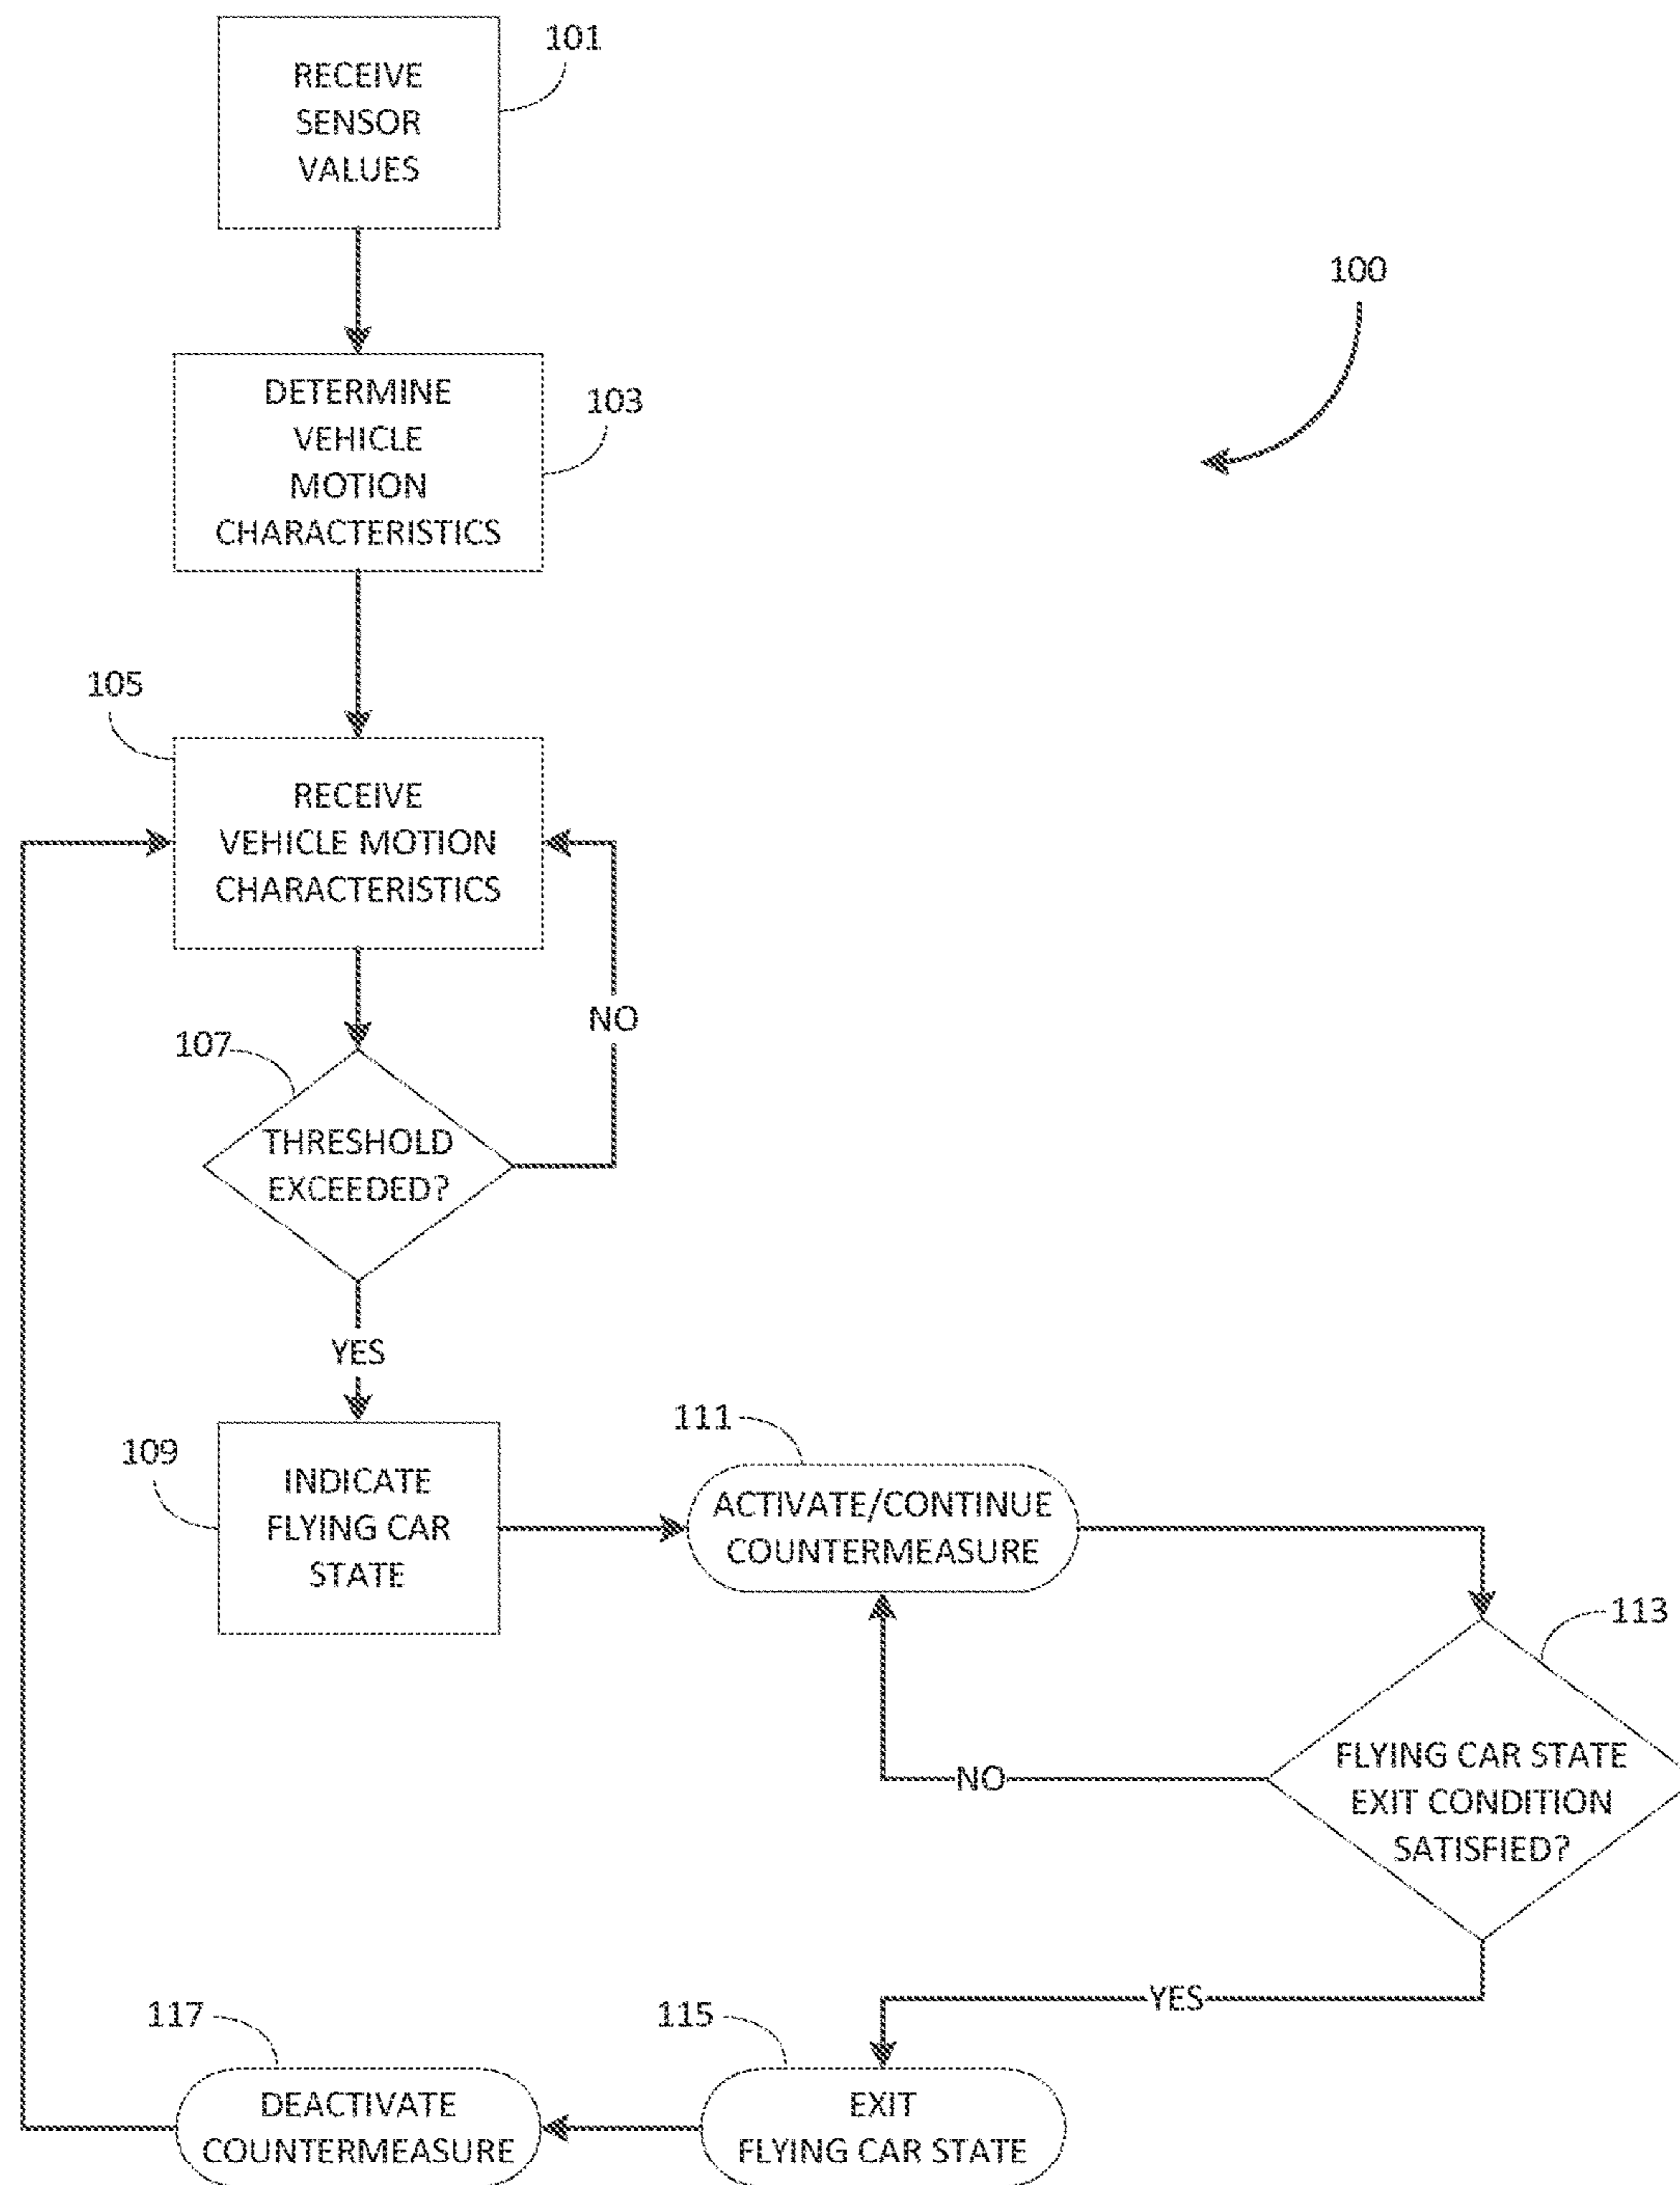 101
RECEIVE
SENSOR
VALUES
100
103
DETERMINE
VEHICLE
MOTION
CHARACTERISTICS
105
RECEIVE
VEHICLE MOTION
CHARACTERISTICS
NO
107
THRESHOLD
EXCEEDED?
YES
109
INDICATE
FLYING CAR
STATE
111
ACTIVATE/CONTINUE
COUNTERMEASURE
113
FLYING CAR STATE
EXIT CONDITION
SATISFIED?
NO
YES
115
EXIT
FLYING CAR STATE
117
DEACTIVATE
COUNTERMEASURE